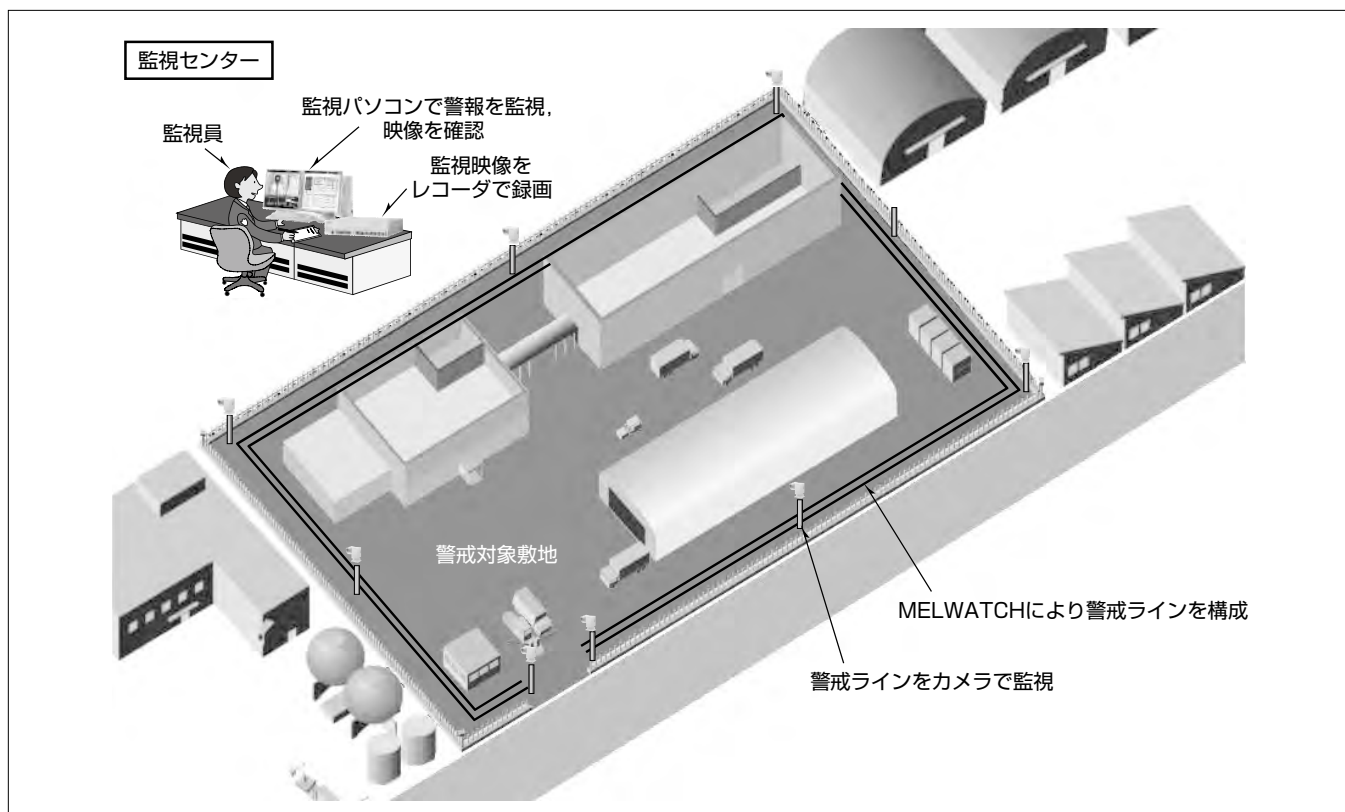 監視センター
監視パソコンで警報を監視，
映像を確認
監視員
監視映像を
レコーダで録画
警戒対象敷地
MELWATCHにより警戒ラインを構成
警戒ラインをカメラで監視